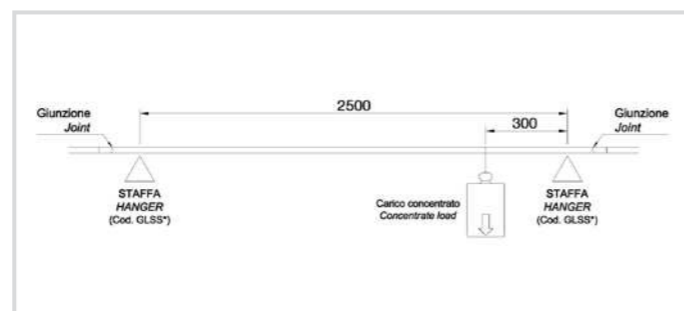 2500
300
Giunzione
Joint
Giunzione
Joint
STAFFA
HANGER
(Cod. GLSS*)
Carico concentrato
Concentrate load
STAFFA
HANGER
(Cod. GLSS*)